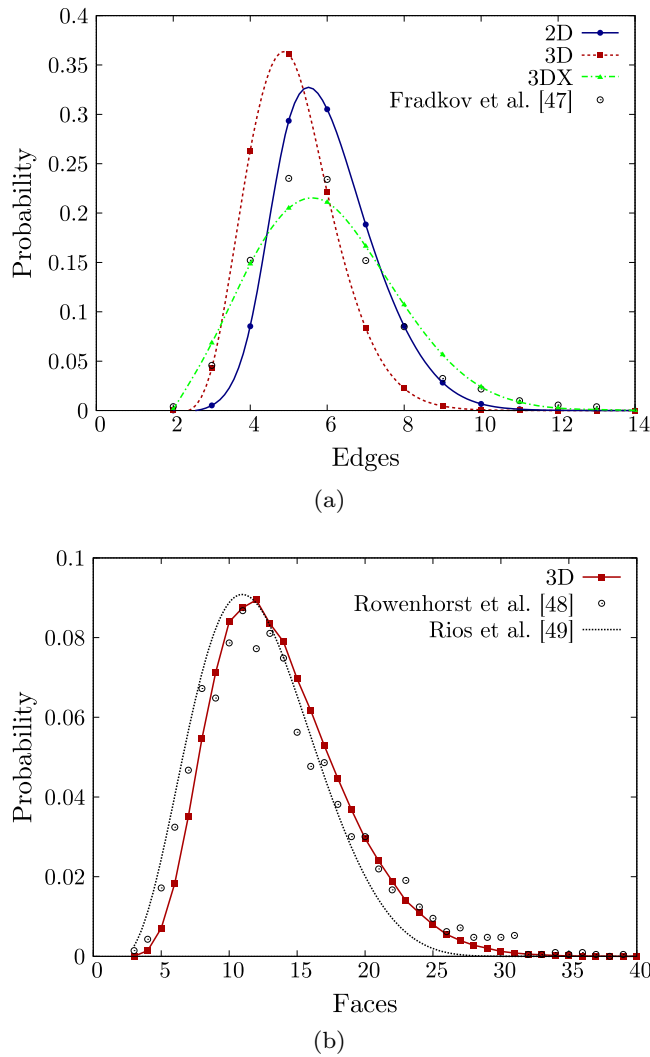 0.4
0.35
0.3
0.25
0.2
0.15
0.1
0.05
0
Probability
2D
3D
3DX
Fradkov et al. [47]
0 2 4 6 8 10 12 14
Edges
(a)
0.1
0.08
0.06
0.04
0.02
0
Probability
3D
Rowenhorst et al. [48]
Rios et al. [49]
0 5 10 15 20 25 30 35 40
Faces
(b)